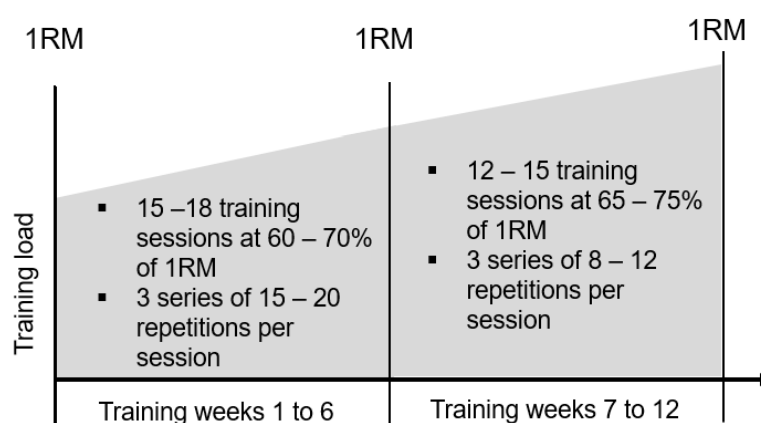 1RM
1RM
1RM
Training load
▪ 15 –18 training
sessions at 60 – 70%
of 1RM
▪ 3 series of 15 – 20
repetitions per
session
▪ 12 – 15 training
sessions at 65 – 75%
of 1RM
▪ 3 series of 8 – 12
repetitions per
session
Training weeks 1 to 6
Training weeks 7 to 12